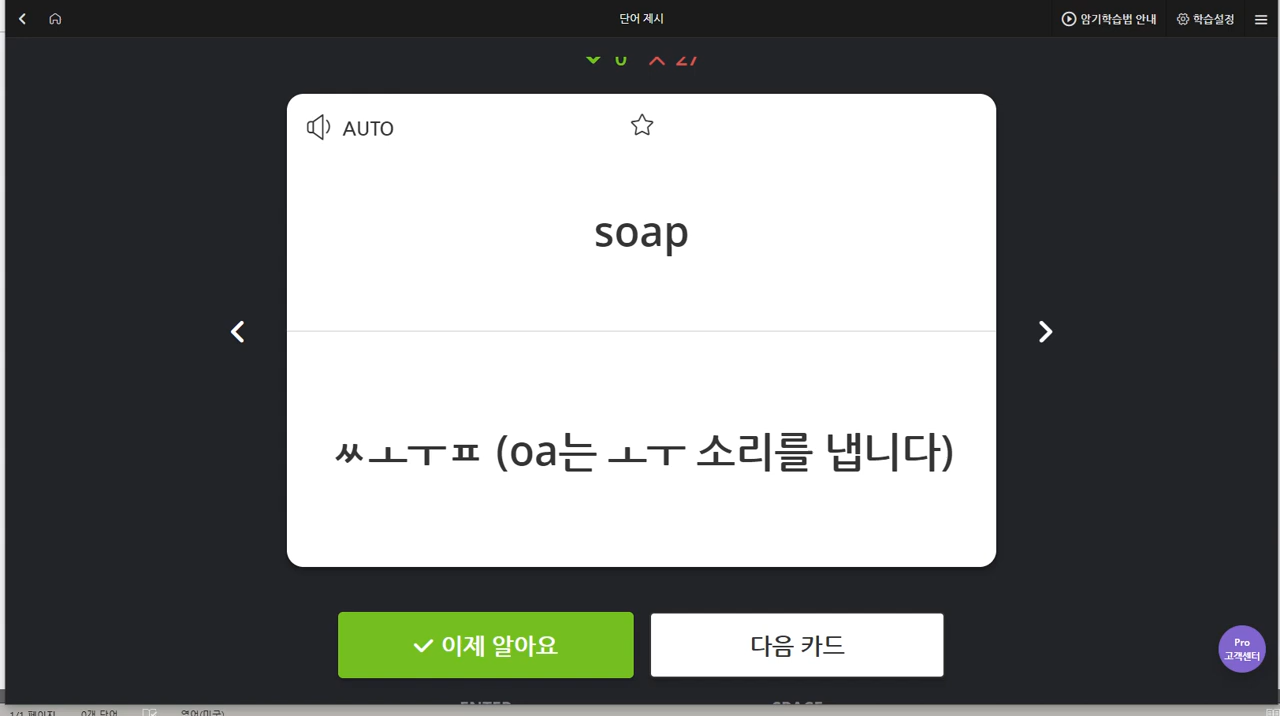 단어 제시
암기학습법 안내
학습설정
AUTO
soap
ㅆㅗㅜㅍ (oa는 ㅗㅜ 소리를 냅니다)
이제 알아요
다음 카드
Pro
고객센터